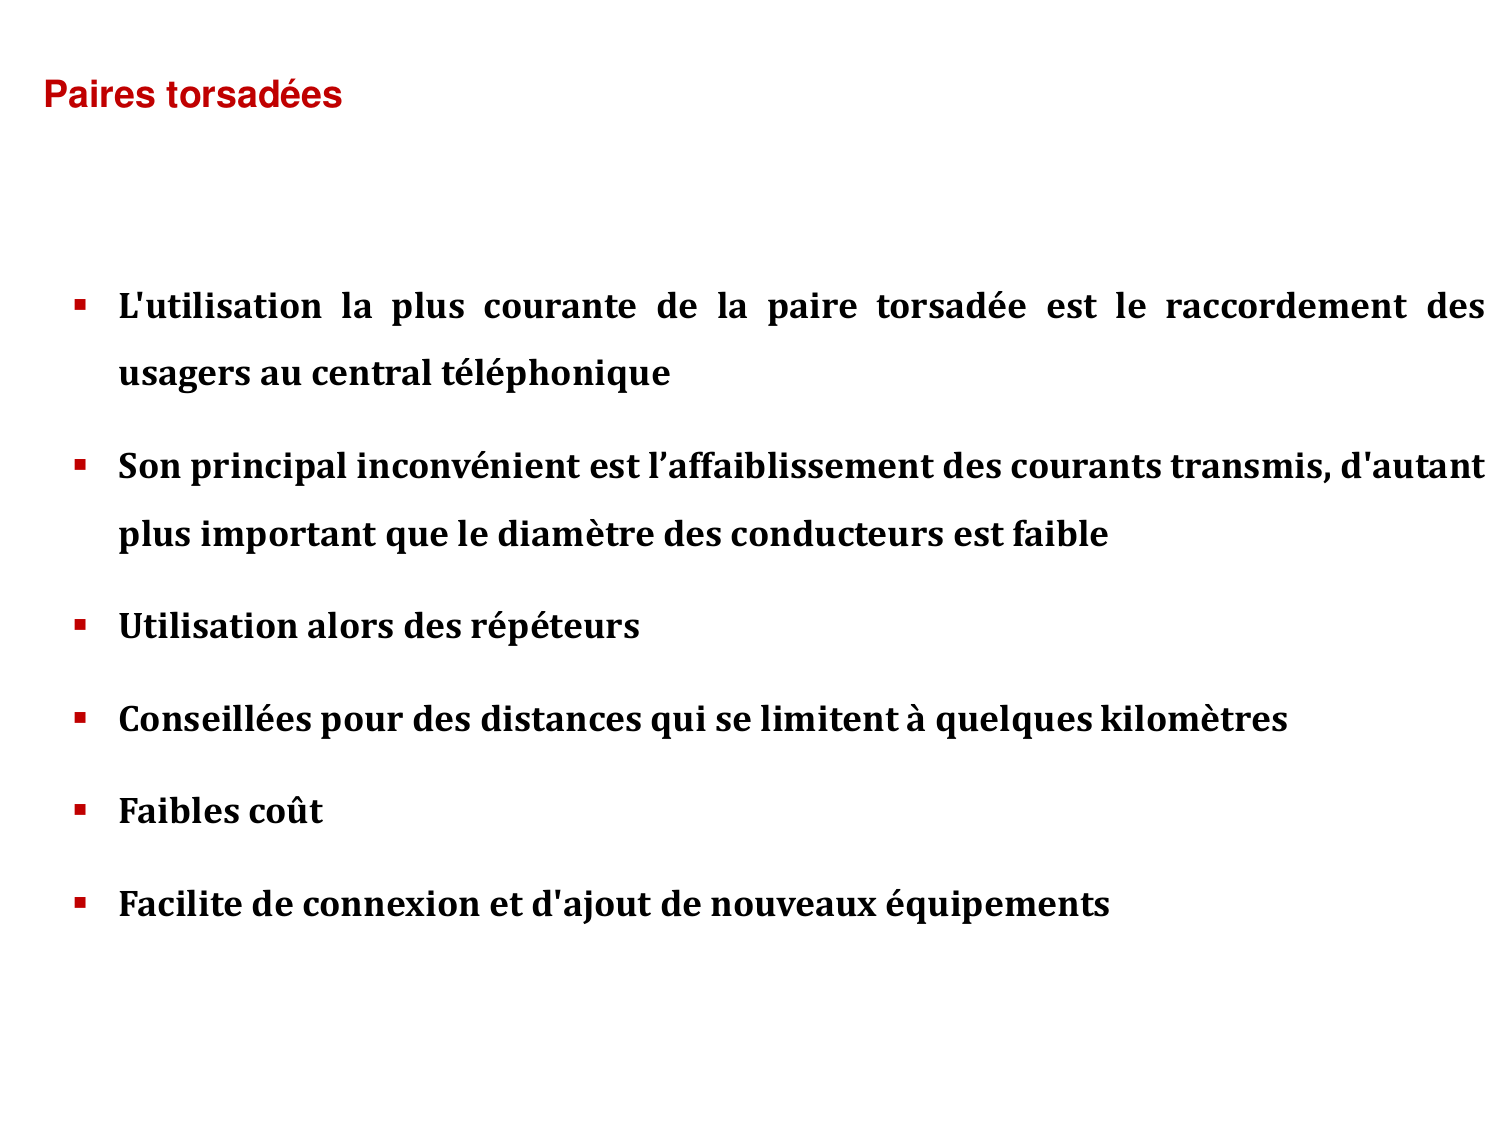 Paires torsadées
▪ L'utilisation la plus courante de la paire torsadée est le raccordement des
usagers au central téléphonique
▪ Son principal inconvénient est l’affaiblissement des courants transmis, d'autant
plus important que le diamètre des conducteurs est faible
▪ Utilisation alors des répéteurs
▪ Conseillées pour des distances qui se limitent à quelques kilomètres
▪ Faibles coût
▪ Facilite de connexion et d'ajout de nouveaux équipements